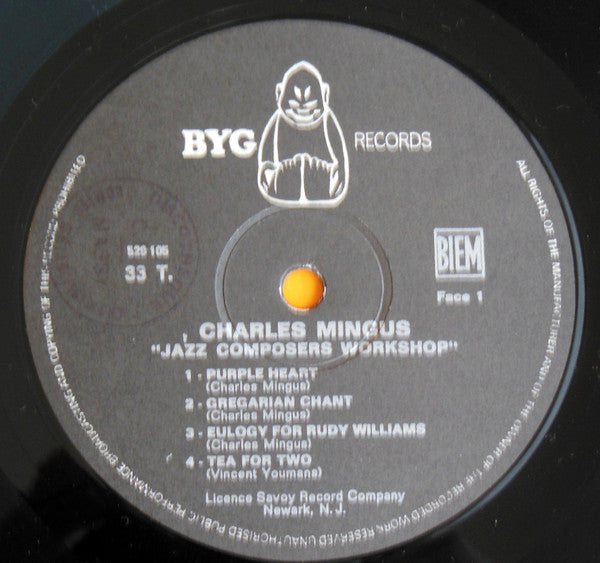 BYG RECORDS
529 105
33 T.
BIEM
Face 1
CHARLES MINGUS
"JAZZ COMPOSERS WORKSHOP"
1 - PURPLE HEART
(Charles Mingus)
2 - GREGARIAN CHANT
(Charles Mingus)
3 - EULOGY FOR RUDY WILLIAMS
(Charles Mingus)
4 - TEA FOR TWO
(Vincent Youmans)
Licence Savoy Record Company
Newark, N. J.
ALL RIGHTS OF THE MANUFACTURER AND OF THE OWNER OF THE RECORDED WORK RESERVED UNAUTHORISED PUBLIC PERFORMANCE BROADCASTING AND COPYING OF THIS RECORD PROHIBITED